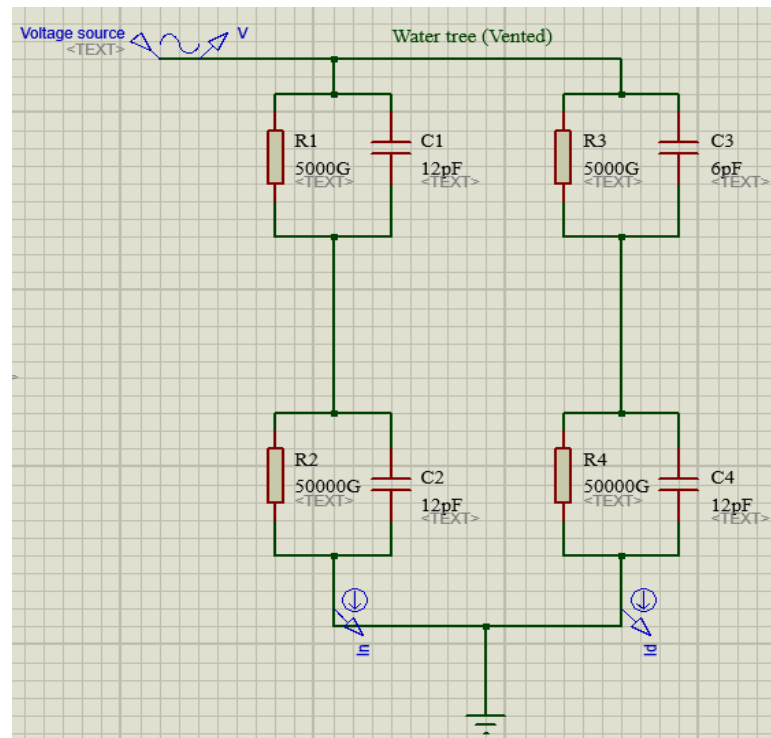 Voltage source
<TEXT>
V
Water tree (Vented)
R1
5000G
<TEXT>
C1
12pF
<TEXT>
R3
5000G
<TEXT>
C3
6pF
<TEXT>
R2
50000G
<TEXT>
C2
12pF
<TEXT>
R4
50000G
<TEXT>
C4
12pF
<TEXT>
In
Id